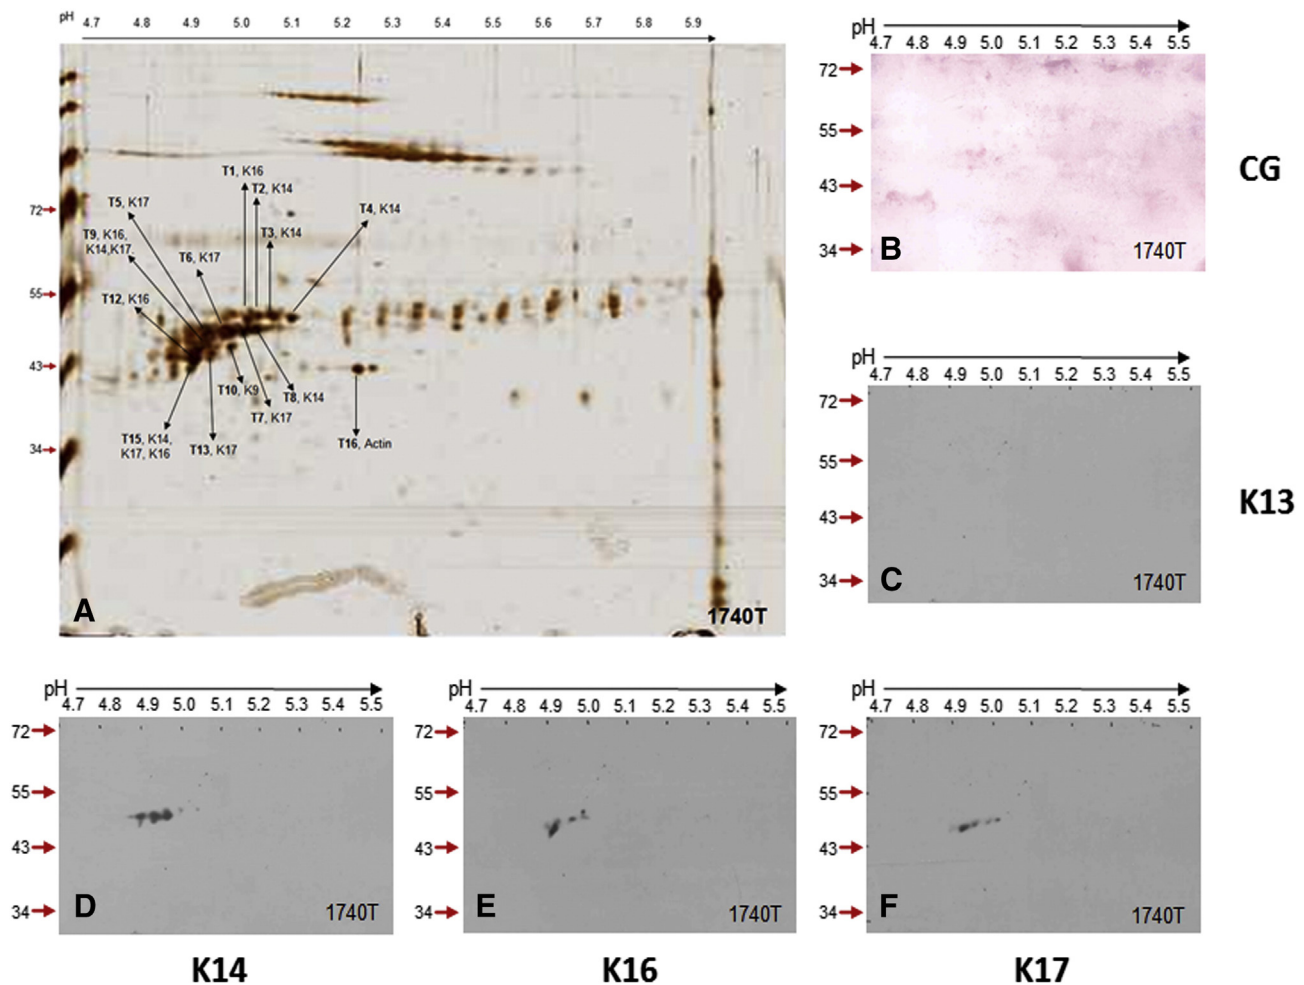 pH 4.7 4.8 4.9 5.0 5.1 5.2 5.3 5.4 5.5 5.6 5.7 5.8 5.9
T1, K16
T2, K14
T5, K17
T4, K14
T9, K16,
K14,K17
T3, K14
T6, K17
T12, K16
72
55
43
34
T10, K9
T8, K14
T7, K17
T15, K14,
K17, K16
T13, K17
T16, Actin
A
1740T
pH
4.7 4.8 4.9 5.0 5.1 5.2 5.3 5.4 5.5
72
55
43
34
B
1740T
CG
pH
4.7 4.8 4.9 5.0 5.1 5.2 5.3 5.4 5.5
72
55
43
34
C
1740T
K13
pH
4.7 4.8 4.9 5.0 5.1 5.2 5.3 5.4 5.5
72
55
43
34
D
1740T
K14
pH
4.7 4.8 4.9 5.0 5.1 5.2 5.3 5.4 5.5
72
55
43
34
E
1740T
K16
pH
4.7 4.8 4.9 5.0 5.1 5.2 5.3 5.4 5.5
72
55
43
34
F
1740T
K17